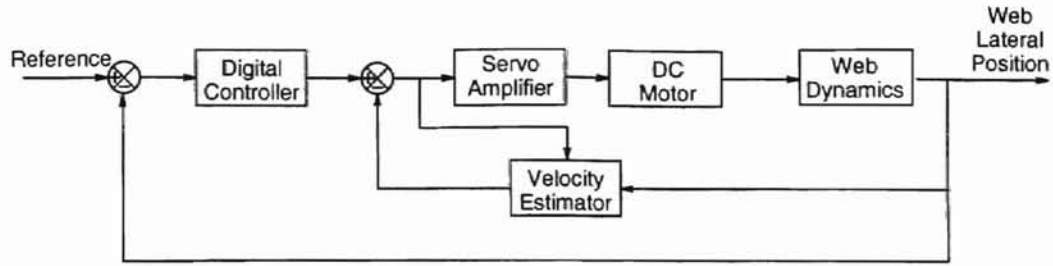 Web
Lateral
Position
Reference
Digital
Controller
Servo
Amplifier
DC
Motor
Web
Dynamics
Velocity
Estimator